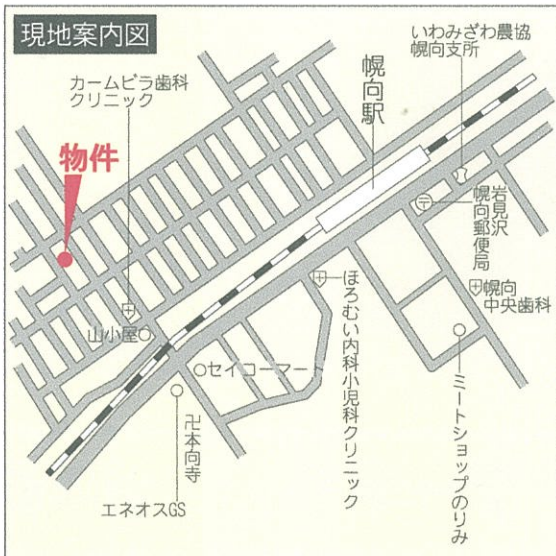 現地案内図
いわみざわ農協
幌向支所
カームビラ歯科
クリニック
幌向駅
物件
岩見沢
幌向郵便局
幌向
中央歯科
ほろむい内科小児科クリニック
山小屋
セイコーマート
ミートショップのりみ
卍本向寺
エネオスGS